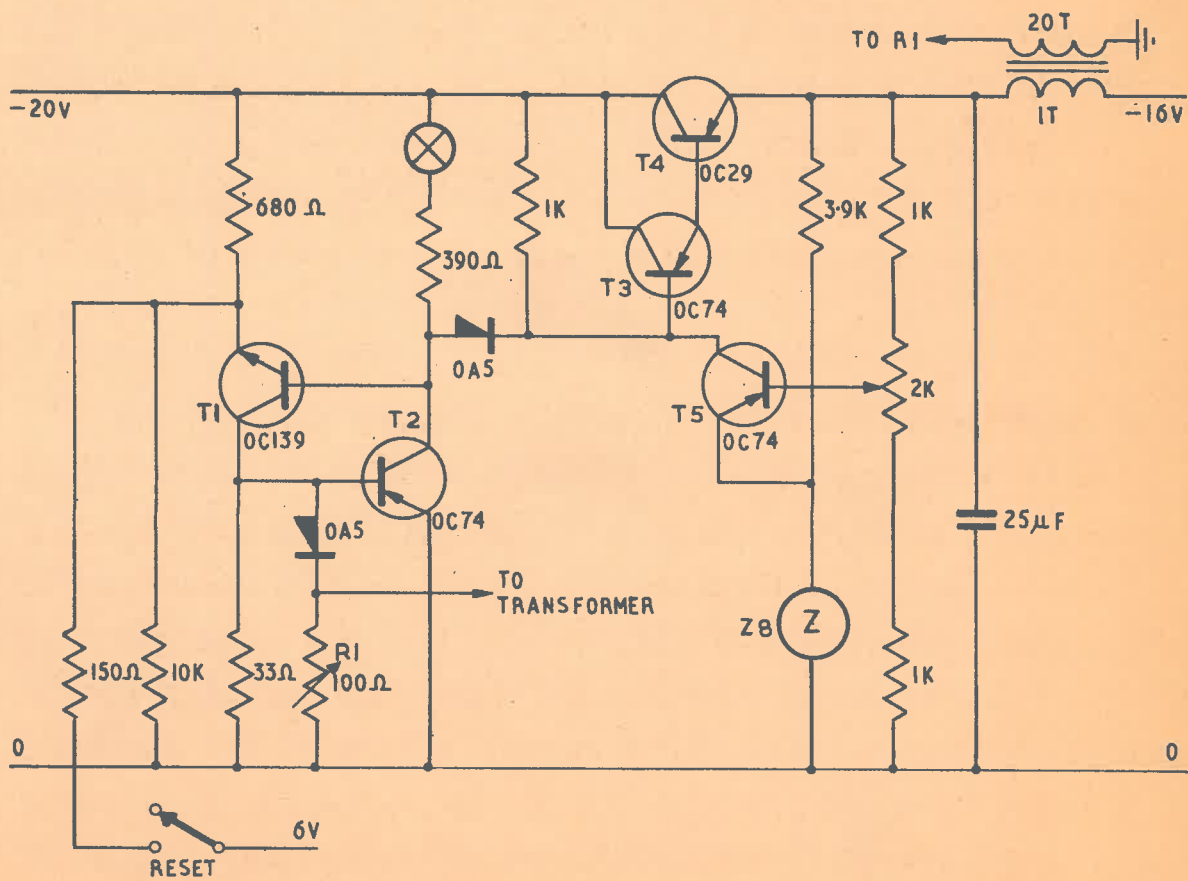 20T
TO R1
-20V
1T
-16V
T4
OC29
680 Ω
1K
3·9K
1K
390Ω
T3
OC74
OA5
2K
T1
OC139
T2
T5
OC74
OC74
OA5
25µF
TO
TRANSFORMER
Z8
Z
150Ω
10K
33Ω
R1
100Ω
1K
0
0
6V
RESET